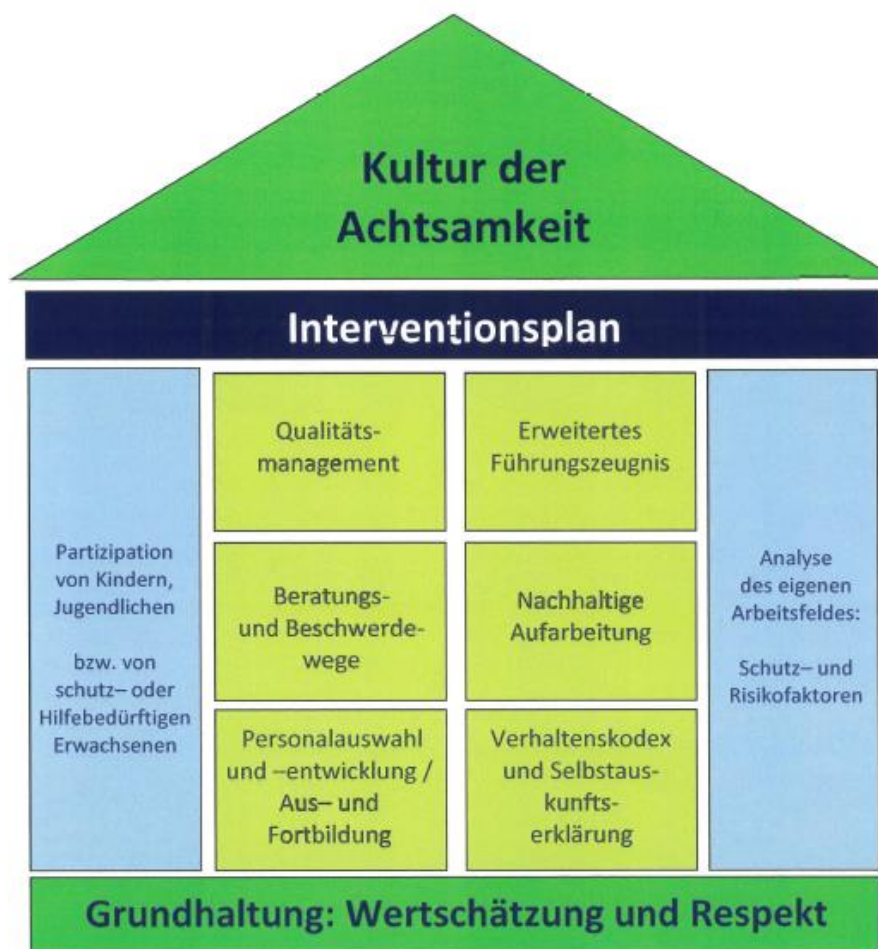 Kultur der
Achtsamkeit
Interventionsplan
Partizipation
von Kindern,
Jugendlichen
bzw. von
schutz– oder
Hilfebedürftigen
Erwachsenen
Qualitäts-
management
Erweitertes
Führungszeugnis
Beratungs-
und Beschwerde-
wege
Nachhaltige
Aufarbeitung
Personalauswahl
und –entwicklung /
Aus– und
Fortbildung
Verhaltenskodex
und Selbstaus-
kunfts-
erklärung
Analyse
des eigenen
Arbeitsfeldes:
Schutz– und
Risikofaktoren
Grundhaltung: Wertschätzung und Respekt